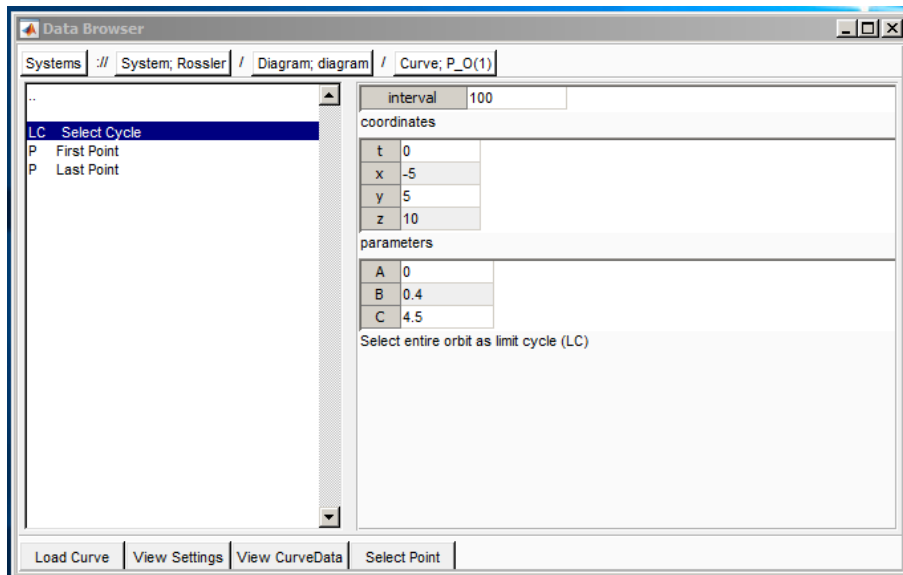 Data Browser
Systems :// System; Rossler / Diagram; diagram / Curve; P_O(1)
..
LC Select Cycle
P First Point
P Last Point
interval 100
coordinates
t 0
x -5
y 5
z 10
parameters
A 0
B 0.4
C 4.5
Select entire orbit as limit cycle (LC)
Load Curve View Settings View CurveData Select Point